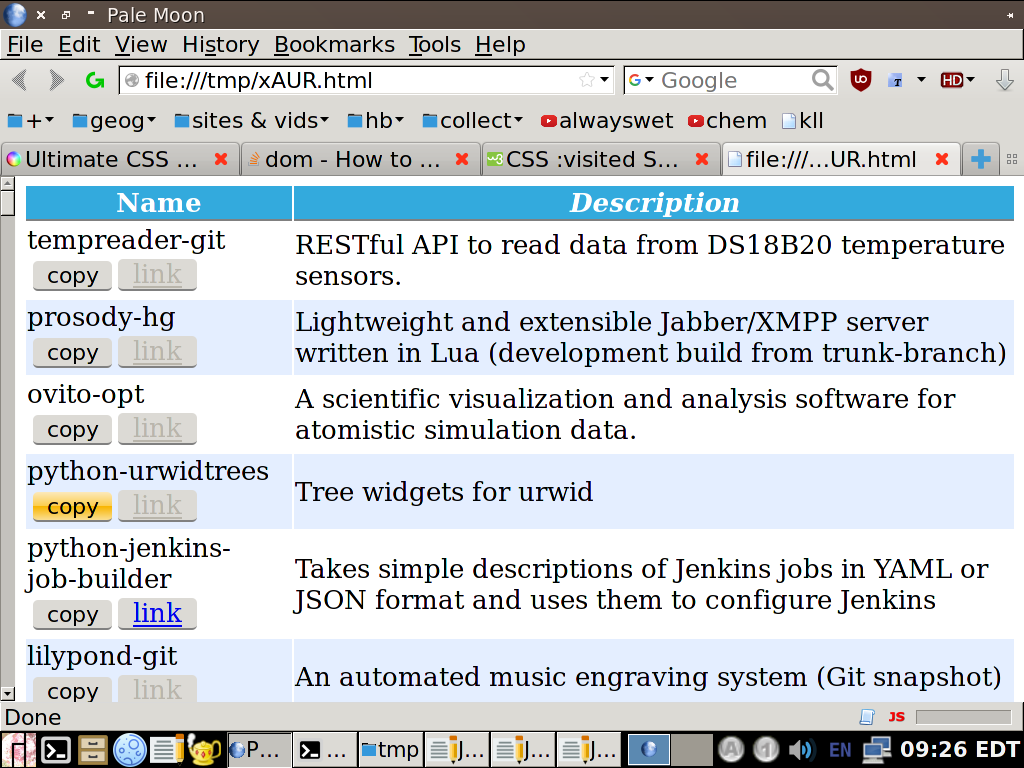 Pale Moon
File Edit View History Bookmarks Tools Help
file:///tmp/xAUR.html
G Google
HD
+ geog sites & vids hb collect alwayswet chem kll
Ultimate CSS ... dom - How to ... CSS :visited S... file:///...UR.html
Name Description
tempreader-git
copy link
RESTful API to read data from DS18B20 temperature
sensors.
prosody-hg
copy link
Lightweight and extensible Jabber/XMPP server
written in Lua (development build from trunk-branch)
ovito-opt
copy link
A scientific visualization and analysis software for
atomistic simulation data.
python-urwidtrees
copy link
Tree widgets for urwid
python-jenkins-
job-builder
copy link
Takes simple descriptions of Jenkins jobs in YAML or
JSON format and uses them to configure Jenkins
lilypond-git
copy link
An automated music engraving system (Git snapshot)
Done JS
P... ... tmp J... J... J... A 1 EN 09:26 EDT